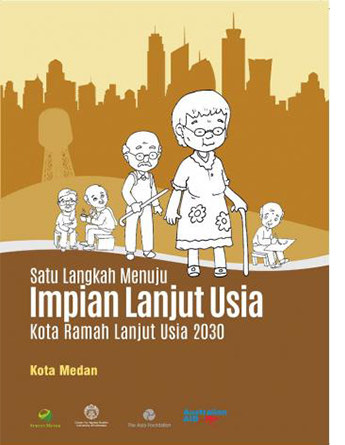 Satu Langkah Menuju
Impian Lanjut Usia
Kota Ramah Lanjut Usia 2030
Kota Medan
The Asia Foundation
Australian
AID